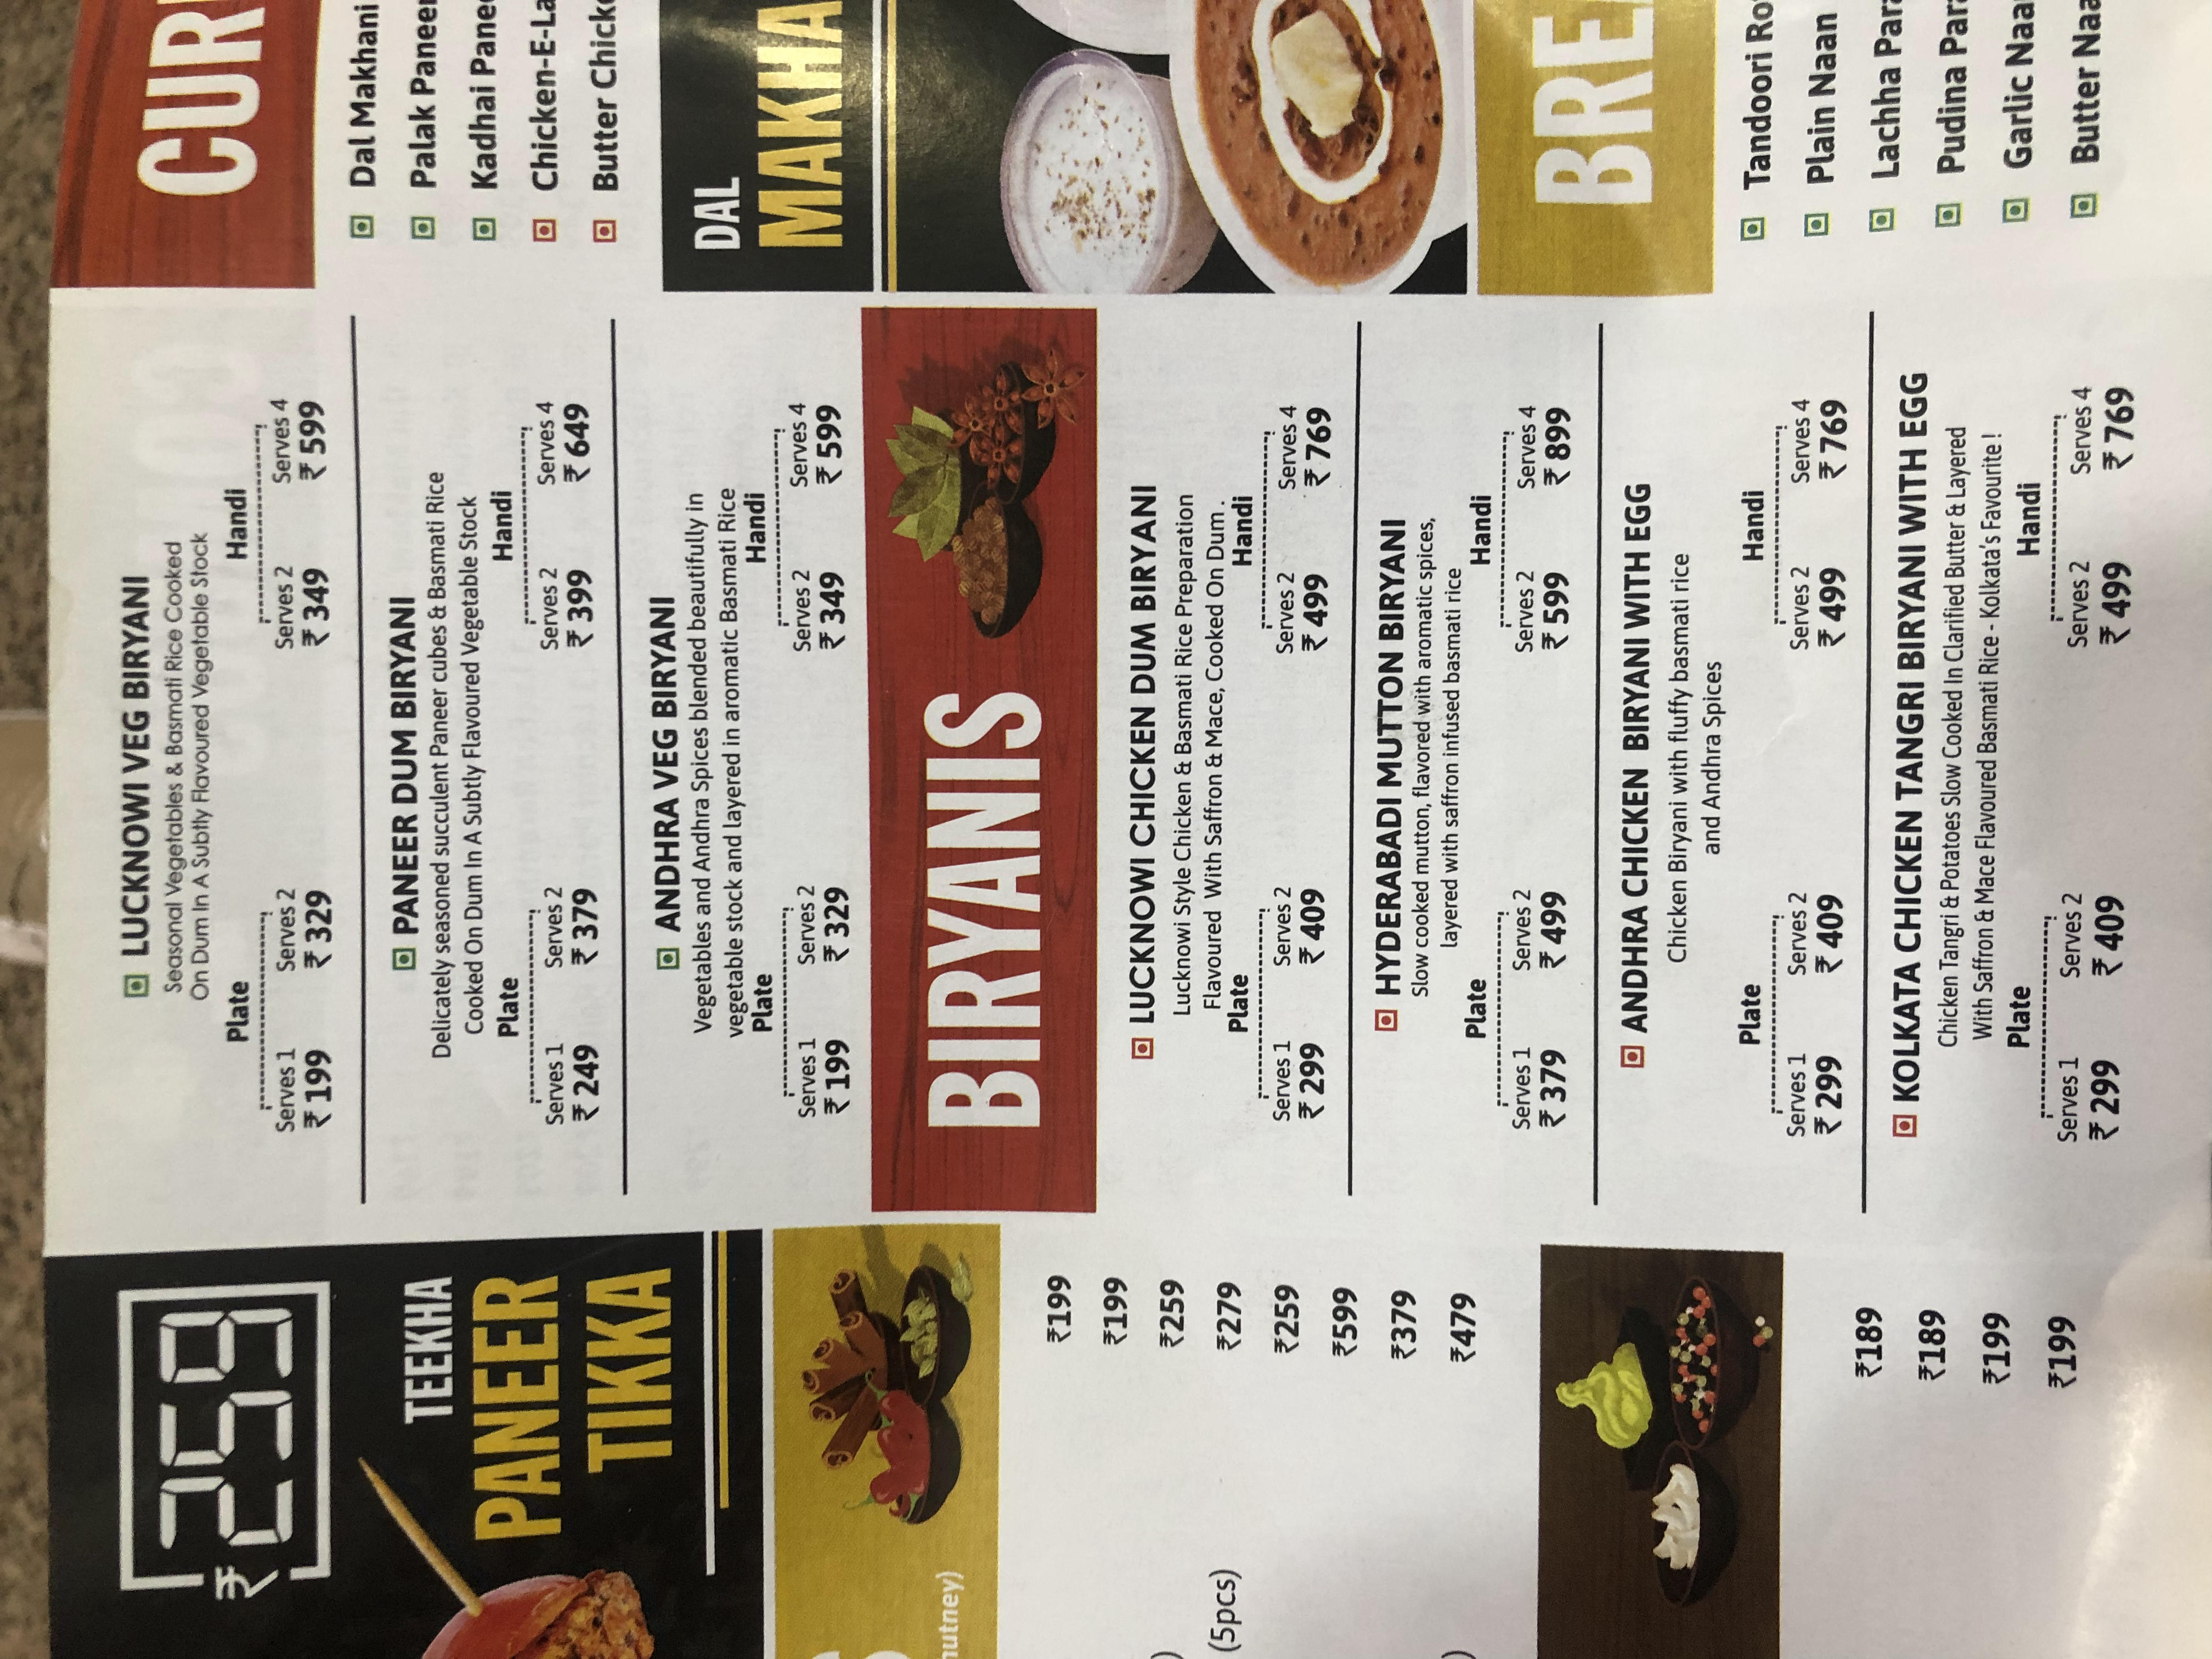 ₹259
TEEKHA
PANEER
TIKKA
S
hutney)
₹199
₹199
₹259
(5pcs) ₹279
₹259
₹599
₹379
₹479
₹189
₹189
₹199
₹199
LUCKNOWI VEG BIRYANI
Seasonal Vegetables & Basmati Rice Cooked
On Dum In A Subtly Flavoured Vegetable Stock
Plate Handi
Serves 1 Serves 2 Serves 2 Serves 4
₹199 ₹329 ₹349 ₹599
PANEER DUM BIRYANI
Delicately seasoned succulent Paneer cubes & Basmati Rice
Cooked On Dum In A Subtly Flavoured Vegetable Stock
Plate Handi
Serves 1 Serves 2 Serves 2 Serves 4
₹249 ₹379 ₹399 ₹649
ANDHRA VEG BIRYANI
Vegetables and Andhra Spices blended beautifully in
vegetable stock and layered in aromatic Basmati Rice
Plate Handi
Serves 1 Serves 2 Serves 2 Serves 4
₹199 ₹329 ₹349 ₹599
BIRYANIS
LUCKNOWI CHICKEN DUM BIRYANI
Lucknowi Style Chicken & Basmati Rice Preparation
Flavoured With Saffron & Mace, Cooked On Dum.
Plate Handi
Serves 1 Serves 2 Serves 2 Serves 4
₹299 ₹409 ₹499 ₹769
HYDERABADI MUTTON BIRYANI
Slow cooked mutton, flavored with aromatic spices,
layered with saffron infused basmati rice
Plate Handi
Serves 1 Serves 2 Serves 2 Serves 4
₹379 ₹499 ₹599 ₹899
ANDHRA CHICKEN BIRYANI WITH EGG
Chicken Biryani with fluffy basmati rice
and Andhra Spices
Plate Handi
Serves 1 Serves 2 Serves 2 Serves 4
₹299 ₹409 ₹499 ₹769
KOLKATA CHICKEN TANGRI BIRYANI WITH EGG
Chicken Tangri & Potatoes Slow Cooked In Clarified Butter & Layered
With Saffron & Mace Flavoured Basmati Rice - Kolkata's Favourite !
Plate Handi
Serves 1 Serves 2 Serves 2 Serves 4
₹299 ₹409 ₹499 ₹769
CUR
Dal Makhani
Palak Paneer
Kadhai Panee
Chicken-E-La
Butter Chicke
DAL
MAKHA
BREA
Tandoori Ro
Plain Naan
Lachha Para
Pudina Para
Garlic Naa
Butter Naa